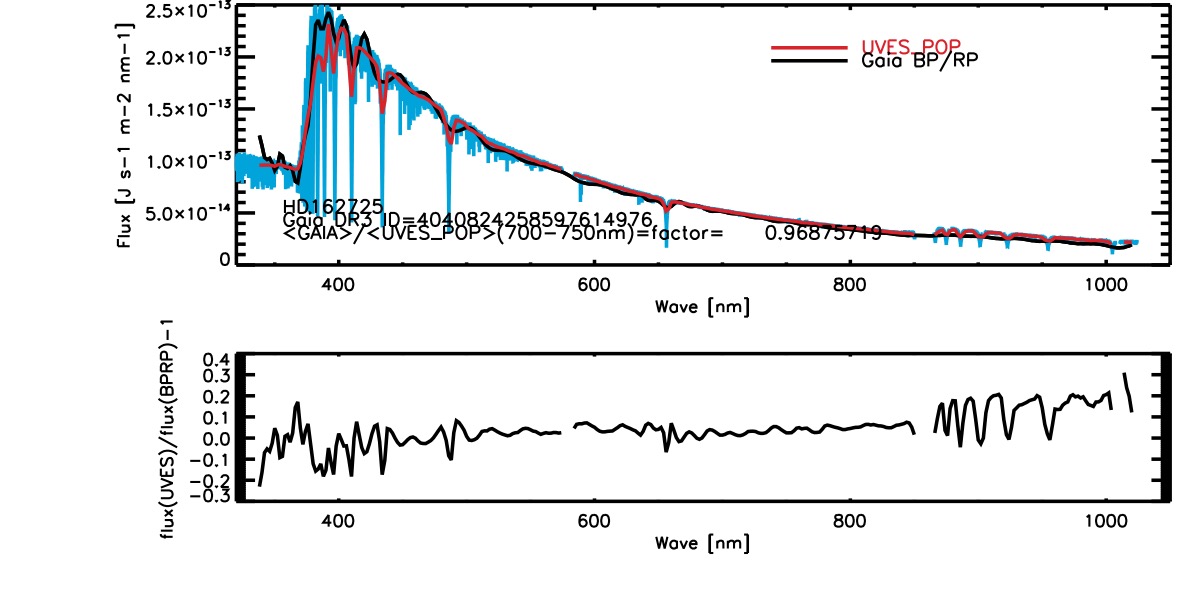 2.5×10−13
2.0×10−13
1.5×10−13
1.0×10−13
5.0×10−14
0
Flux [J s−1 m−2 nm−1]
UVES_POP
Gaia BP/RP
HD162725
Gaia DR3 ID=4040824258597614976
<GAIA>/<UVES_POP>(700−750nm)=factor= 0.96875719
400 600 800 1000
Wave [nm]
0.4
0.3
0.2
0.1
0.0
−0.1
−0.2
−0.3
flux(UVES)/flux(BPRP)−1
400 600 800 1000
Wave [nm]